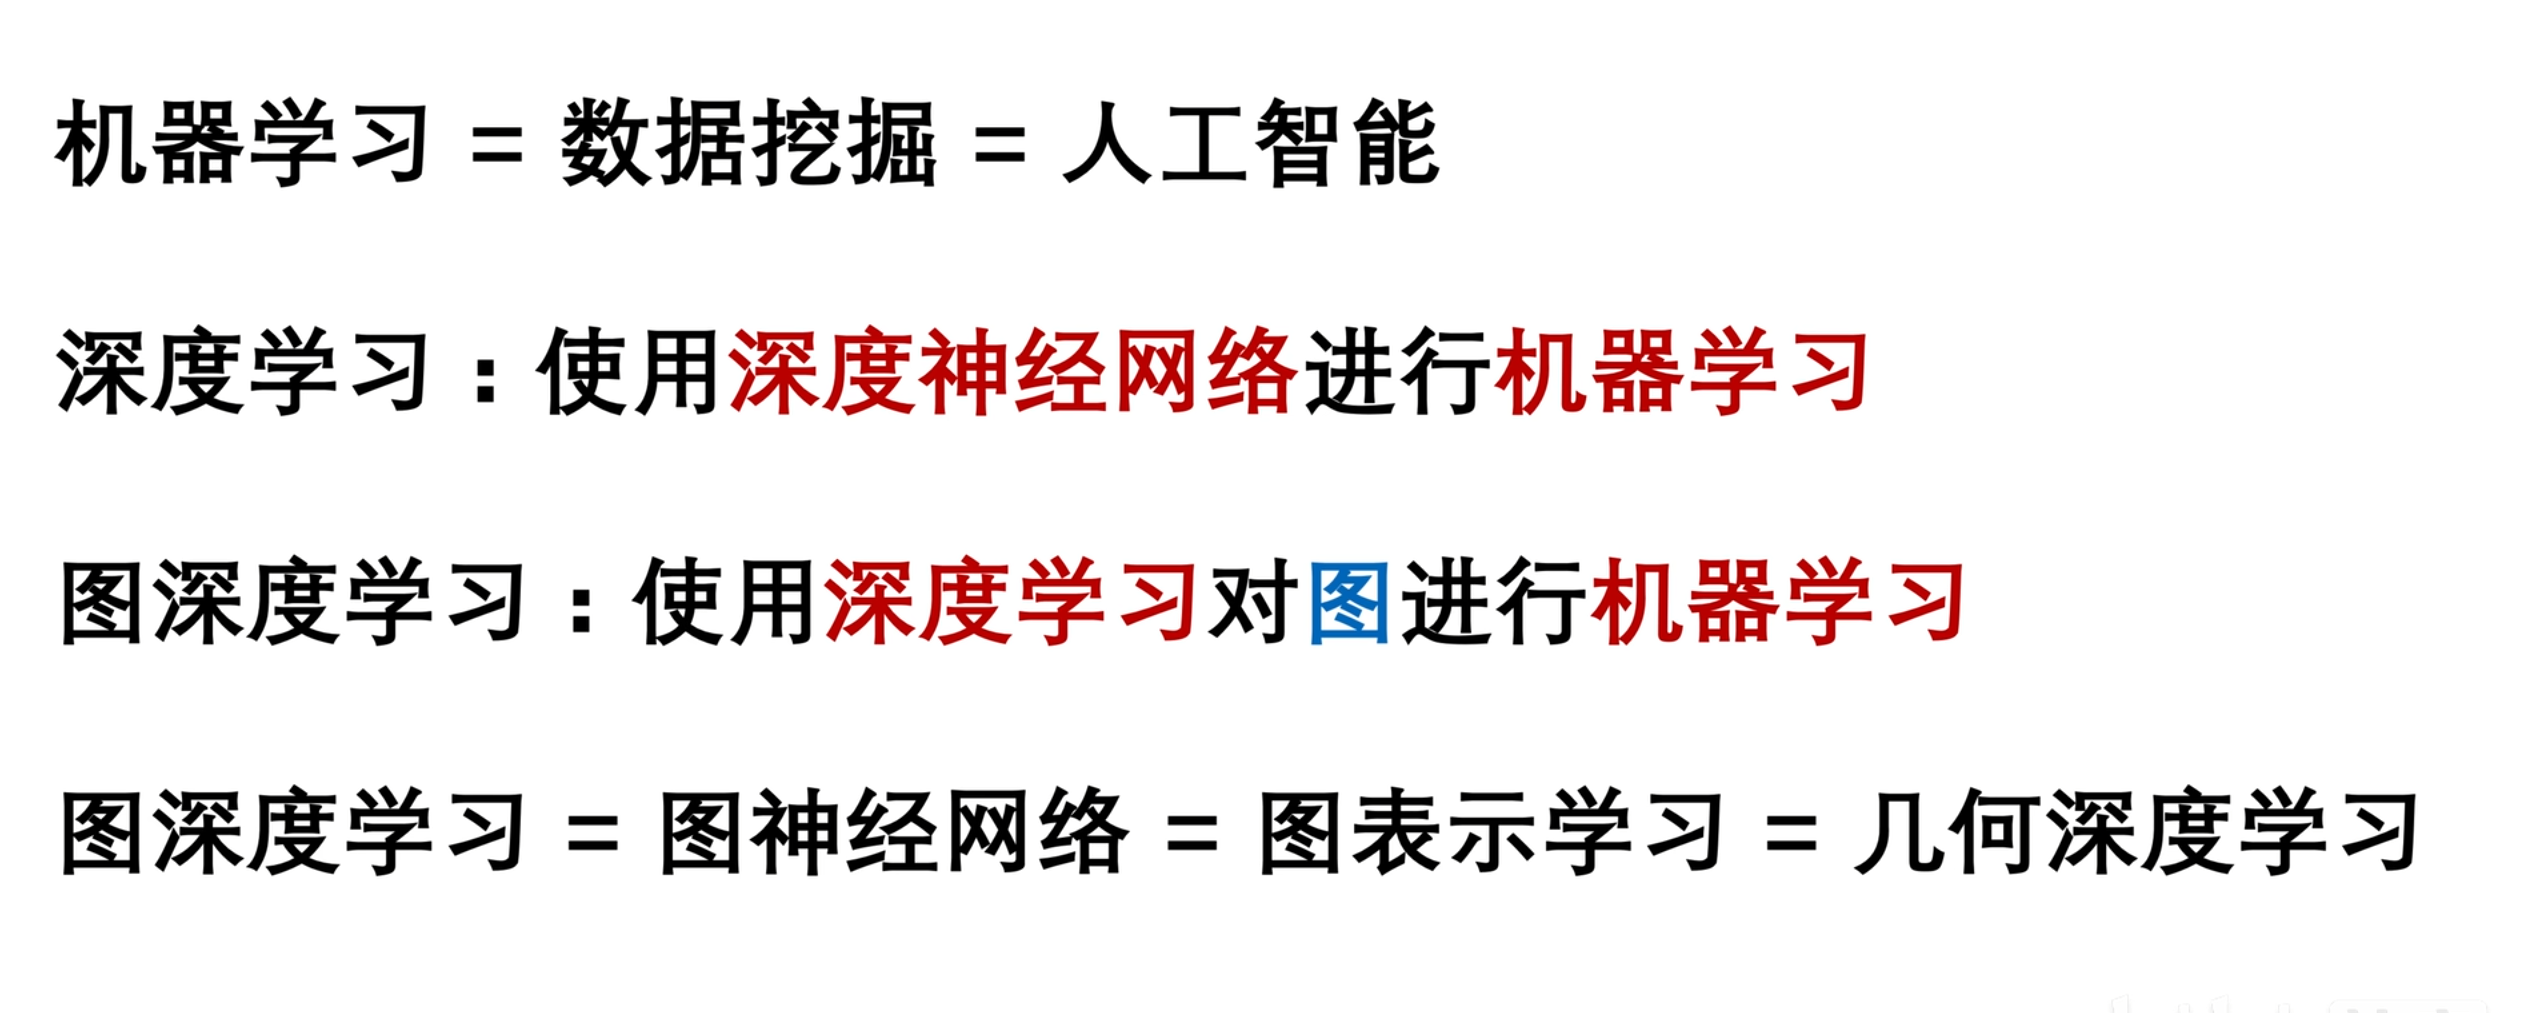 机器学习 = 数据挖掘 = 人工智能
深度学习：使用深度神经网络进行机器学习
图深度学习：使用深度学习对图进行机器学习
图深度学习 = 图神经网络 = 图表示学习 = 几何深度学习